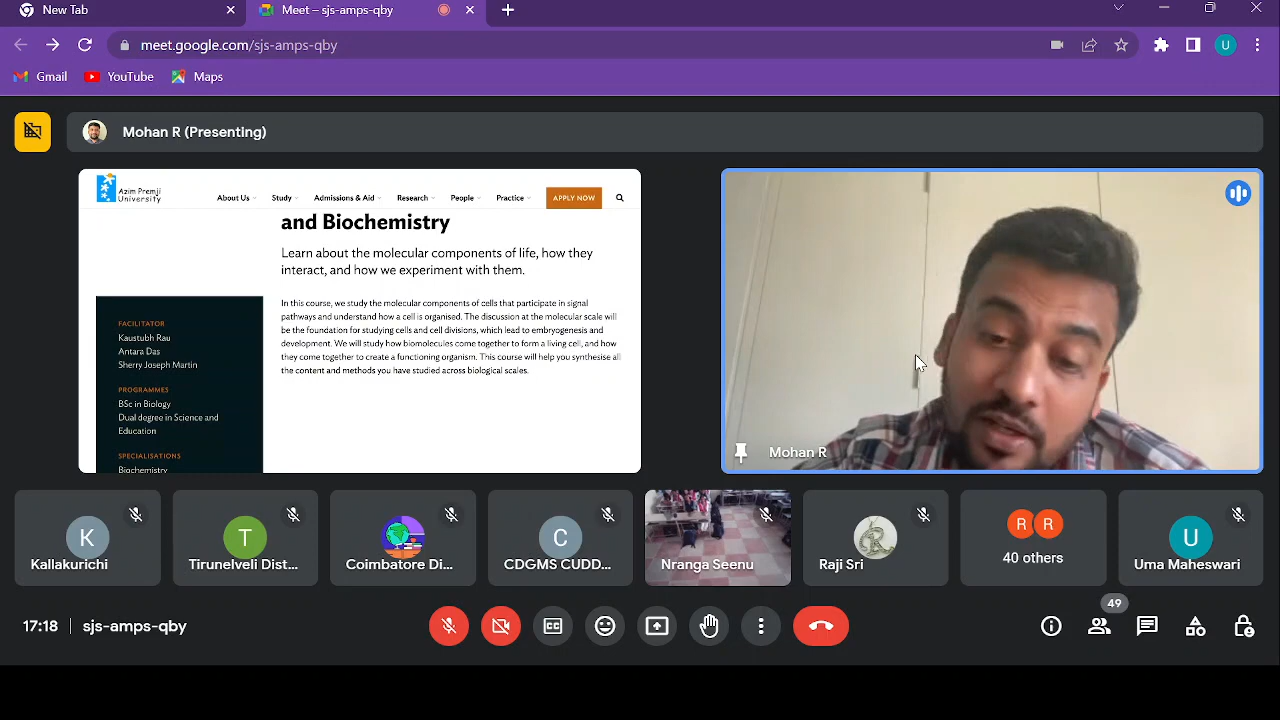 New Tab
Meet – sjs-amps-qby
meet.google.com/sjs-amps-qby
U
Gmail
YouTube
Maps
Mohan R (Presenting)
Azim Premji
University
About Us
Study
Admissions & Aid
Research
People
Practice
APPLY NOW
and Biochemistry
Learn about the molecular components of life, how they
interact, and how we experiment with them.
In this course, we study the molecular components of cells that participate in signal
pathways and understand how a cell is organised. The discussion at the molecular scale will
be the foundation for studying cells and cell divisions, which lead to embryogenesis and
development. We will study how biomolecules come together to form a living cell, and how
they come together to create a functioning organism. This course will help you synthesise all
the content and methods you have studied across biological scales.
FACILITATOR
Kaustubh Rau
Antara Das
Sherry Joseph Martin
PROGRAMMES
BSc in Biology
Dual degree in Science and
Education
SPECIALISATIONS
Biochemistry
Mohan R
K
Kallakurichi
T
Tirunelveli Dist...
Coimbatore Di...
C
CDGMS CUDD...
Nranga Seenu
Raji Sri
R R
40 others
U
Uma Maheswari
17:18 | sjs-amps-qby
49